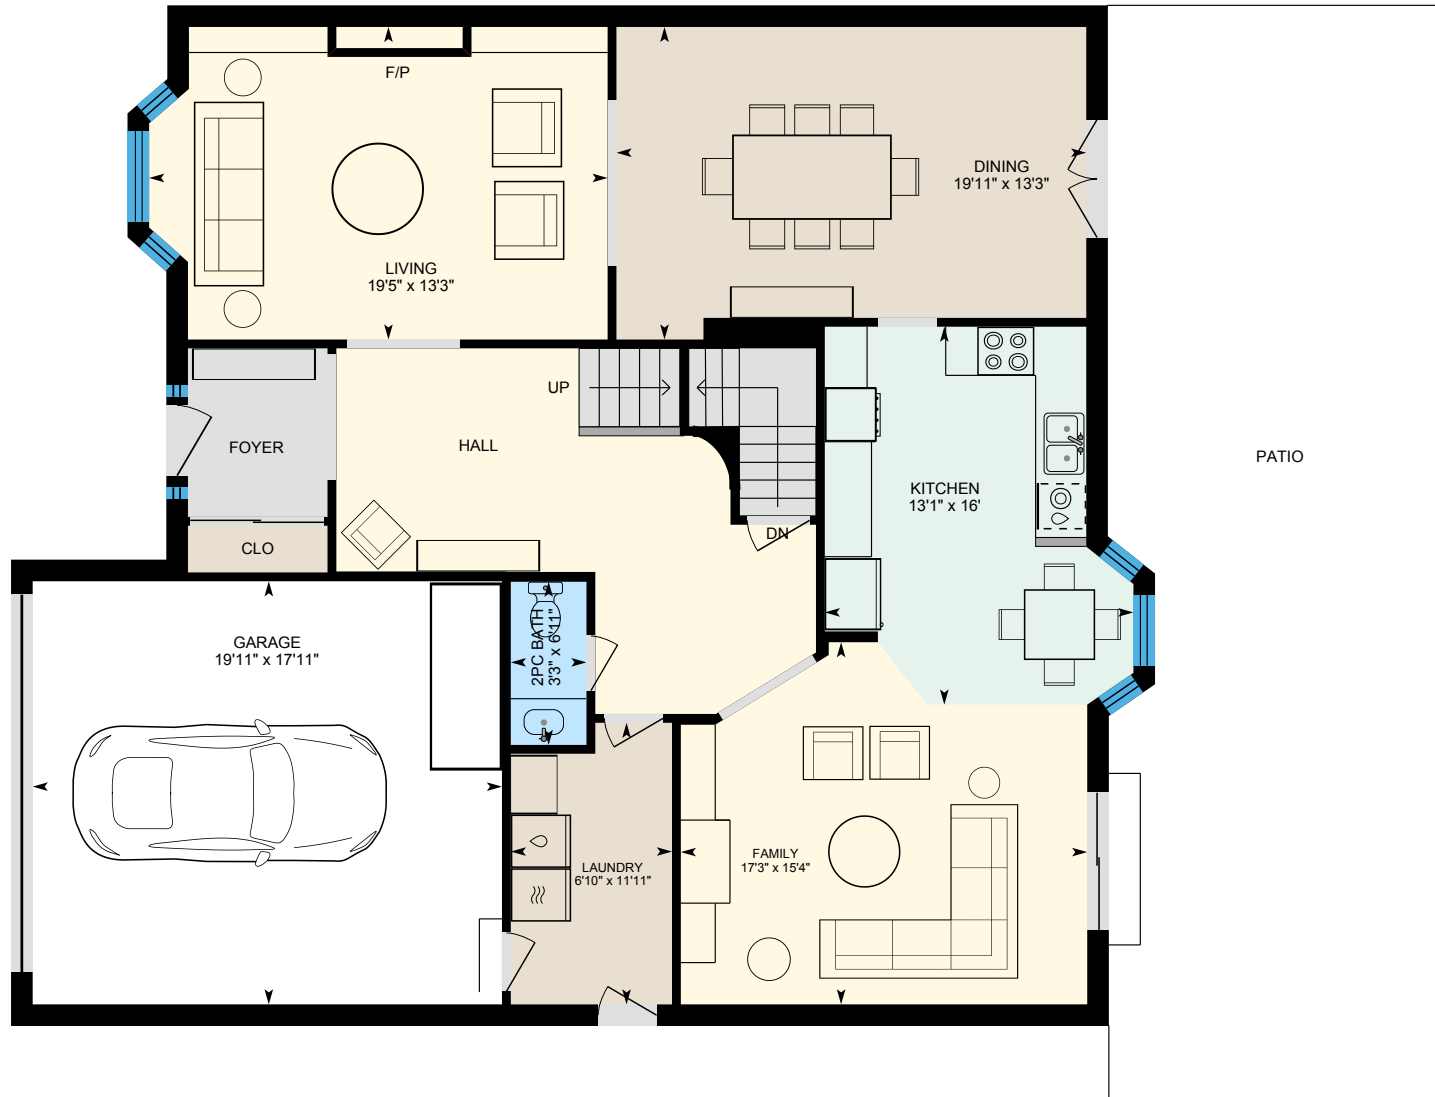 F/P
LIVING
19'5" x 13'3"
DINING
19'11" x 13'3"
UP
FOYER
HALL
KITCHEN
13'1" x 16'
PATIO
DN
CLO
GARAGE
19'11" x 17'11"
2PC BATH
3'3" x 6'11"
LAUNDRY
6'10" x 11'11"
FAMILY
17'3" x 15'4"